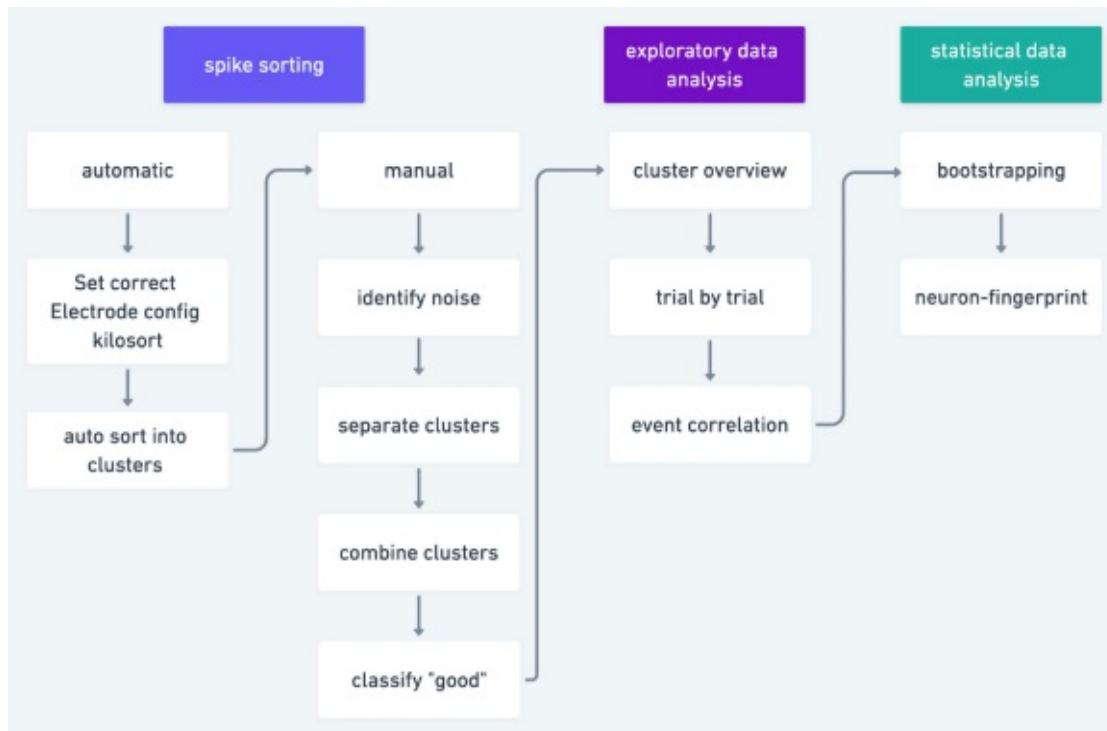 spike sorting
exploratory data
analysis
statistical data
analysis
automatic
Set correct
Electrode config
kilosort
auto sort into
clusters
manual
identify noise
separate clusters
combine clusters
classify "good"
cluster overview
trial by trial
event correlation
bootstrapping
neuron-fingerprint